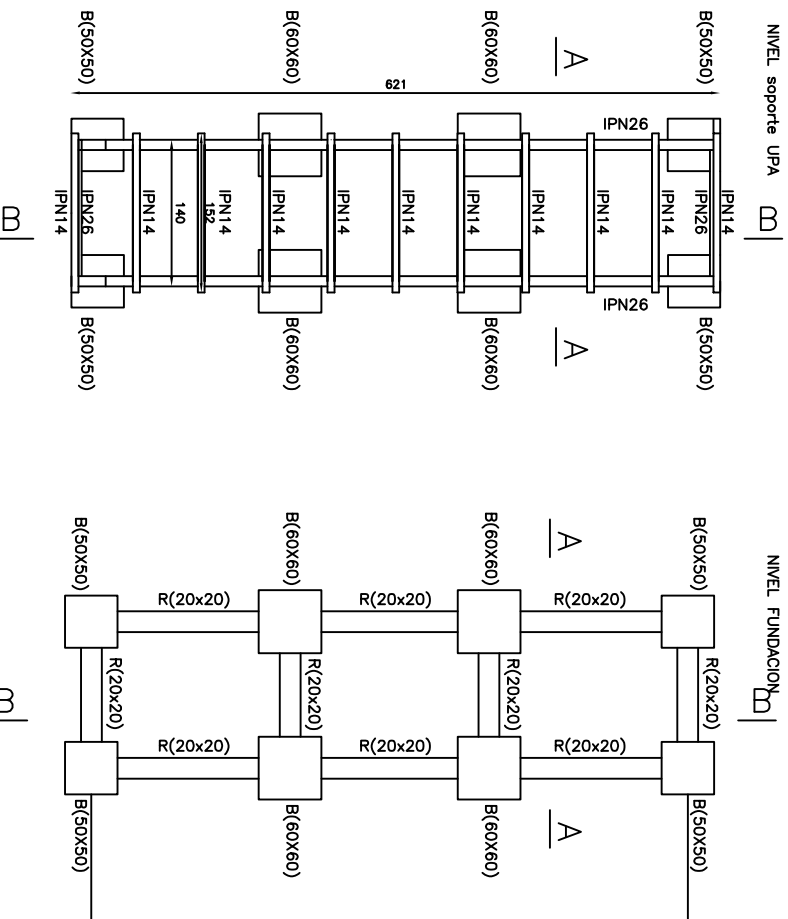 NIVEL soporte UPA
B
B(50X50)
IPN14
IPN26
B(50X50)
IPN14
IPN26
IPN14
IPN26
A
A
B(60X60)
IPN14
B(60X60)
IPN14
621
IPN14
B(60X60)
IPN14
B(60X60)
IPN14
152
140
IPN14
B(50X50)
IPN26
B(50X50)
IPN14
B
NIVEL FUNDACION
B
B(50X50)
R(20x20)
B(50X50)
R(20x20)
R(20x20)
A
A
B(60X60)
R(20x20)
B(60X60)
R(20x20)
R(20x20)
B(60X60)
R(20x20)
B(60X60)
R(20x20)
R(20x20)
B(50X50)
R(20x20)
B(50X50)
B